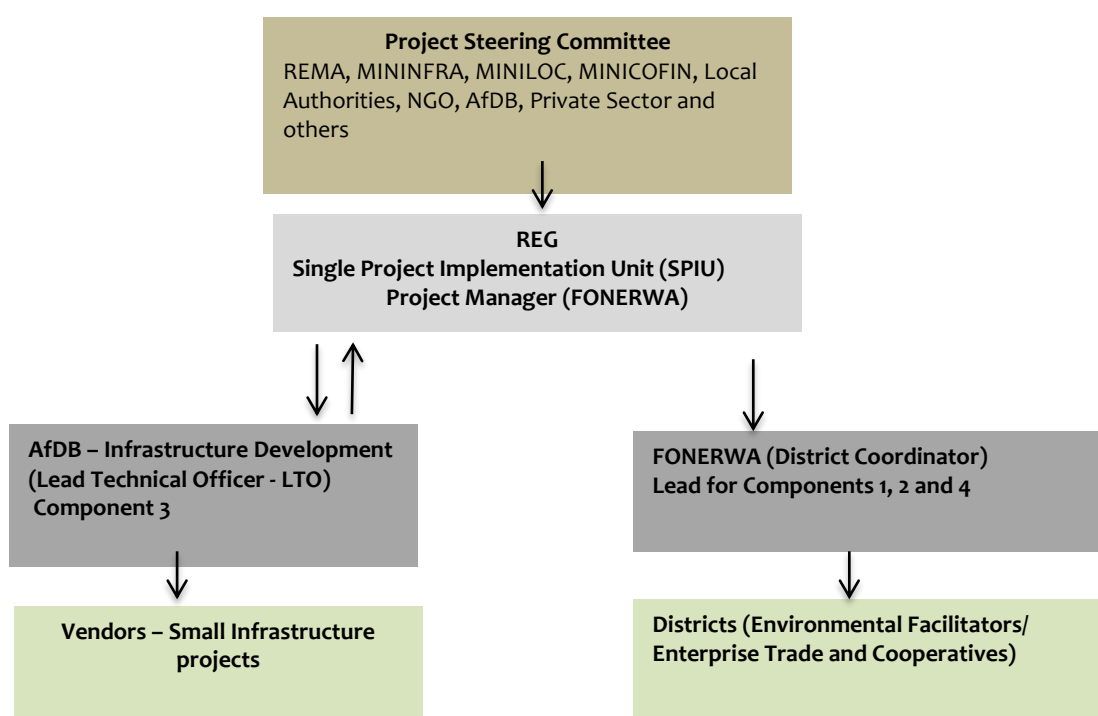 Project Steering Committee
REMA, MININFRA, MINILOC, MINICOFIN, Local
Authorities, NGO, AfDB, Private Sector and
others
REG
Single Project Implementation Unit (SPIU)
Project Manager (FONERWA)
AfDB – Infrastructure Development
(Lead Technical Officer - LTO)
Component 3
FONERWA (District Coordinator)
Lead for Components 1, 2 and 4
Vendors – Small Infrastructure
projects
Districts (Environmental Facilitators/
Enterprise Trade and Cooperatives)